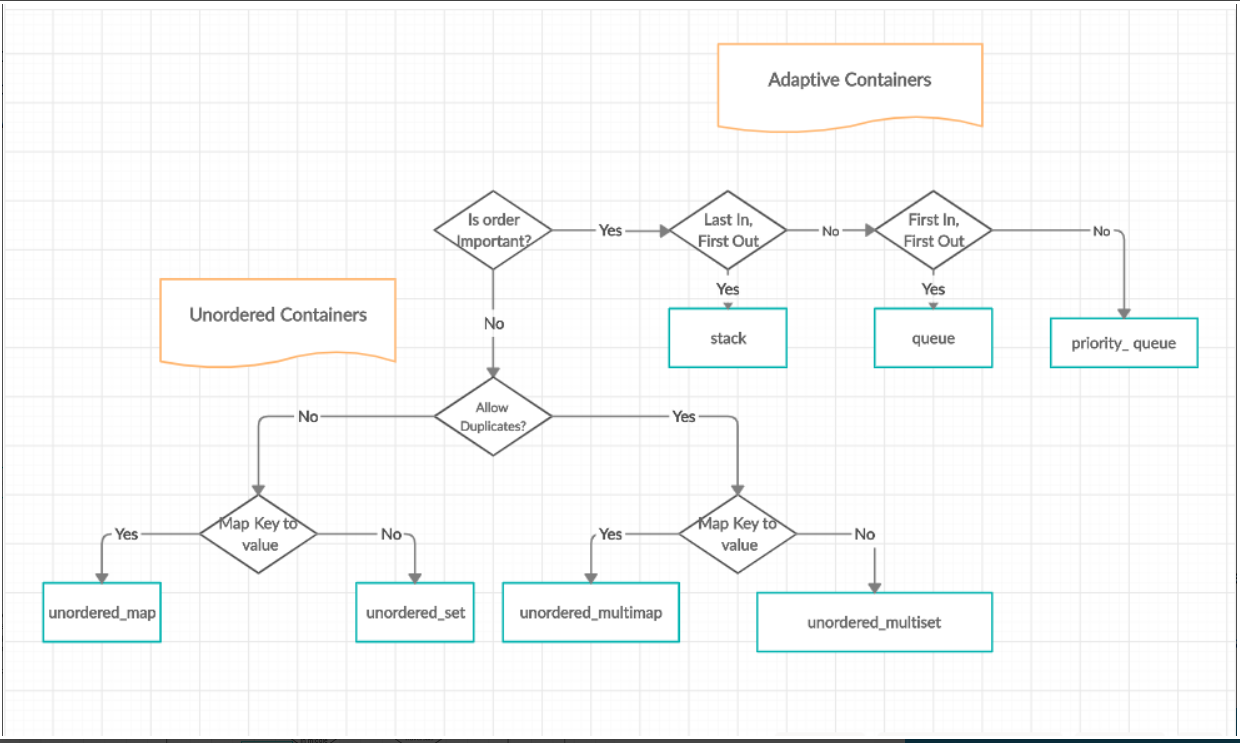 Adaptive Containers
Is order
Important?
Yes
Last In,
First Out
No
First In,
First Out
No
Yes
Yes
stack
queue
priority_ queue
Unordered Containers
No
Allow
Duplicates?
No
Yes
Map Key to
value
Yes
No
Map Key to
value
Yes
No
unordered_map
unordered_set
unordered_multimap
unordered_multiset